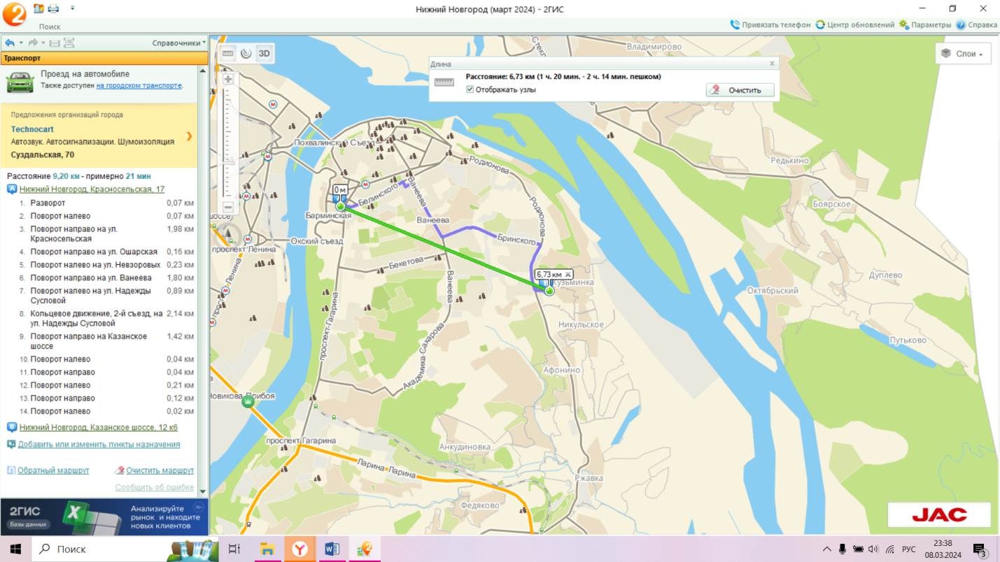 Нижний Новгород (март 2024) - 2ГИС
Поиск
Привязать телефон
Центр обновлений
Параметры
Справка
Справочники
Транспорт
Проезд на автомобиле
Также доступен на городском транспорте.
Предложения организаций города
Technocart
Автозвук. Автосигнализации. Шумоизоляция
Суздальская, 70
Расстояние 9,20 км - примерно 21 мин
A Нижний Новгород, Красносельская, 17
1. Разворот 0,07 км
2. Поворот налево 0,07 км
3. Поворот направо на ул. 1,98 км
Красносельская
4. Поворот направо на ул. Ошарская 0,16 км
5. Поворот налево на ул. Невзоровых 0,23 км
6. Поворот направо на ул. Ванеева 1,80 км
7. Поворот налево на ул. Надежды 0,89 км
Сусловой
8. Кольцевое движение, 2-й съезд, на 2,14 км
ул. Надежды Сусловой
9. Поворот направо на Казанское 1,42 км
шоссе
10. Поворот налево 0,04 км
11. Поворот направо 0,04 км
12. Поворот налево 0,21 км
13. Поворот направо 0,12 км
14. Поворот налево 0,02 км
B Нижний Новгород, Казанское шоссе, 12 к6
Добавить или изменить пункты назначения
Обратный маршрут
Очистить маршрут
Сообщить об ошибке
2ГИС
Базы данных
Анализируйте
рынок и находите
новых клиентов
18+
3D
Длина
Расстояние: 6,73 км (1 ч. 20 мин. - 2 ч. 14 мин. пешком)
Отображать узлы
Очистить
Слои
Владимирово
Похвалинский Съезд
Родионова
Редькино
0 м
Белинского
Ванеева
Родионова
Боярское
Барминская
Ванеева
Окский съезд
проспект Ленина
Бринского
Ленина
Бекетова
Ванеева
6,73 км
Кузьминка
Дуплево
Октябрьский
проспект Гагарина
Никульское
Путьково
Академика Сахарова
Афонино
Новикова Прибоя
проспект Гагарина
Анкудиновка
Ларина
Ларина
Ржавка
Федяково
JAC
Поиск
РУС
23:38
08.03.2024
3